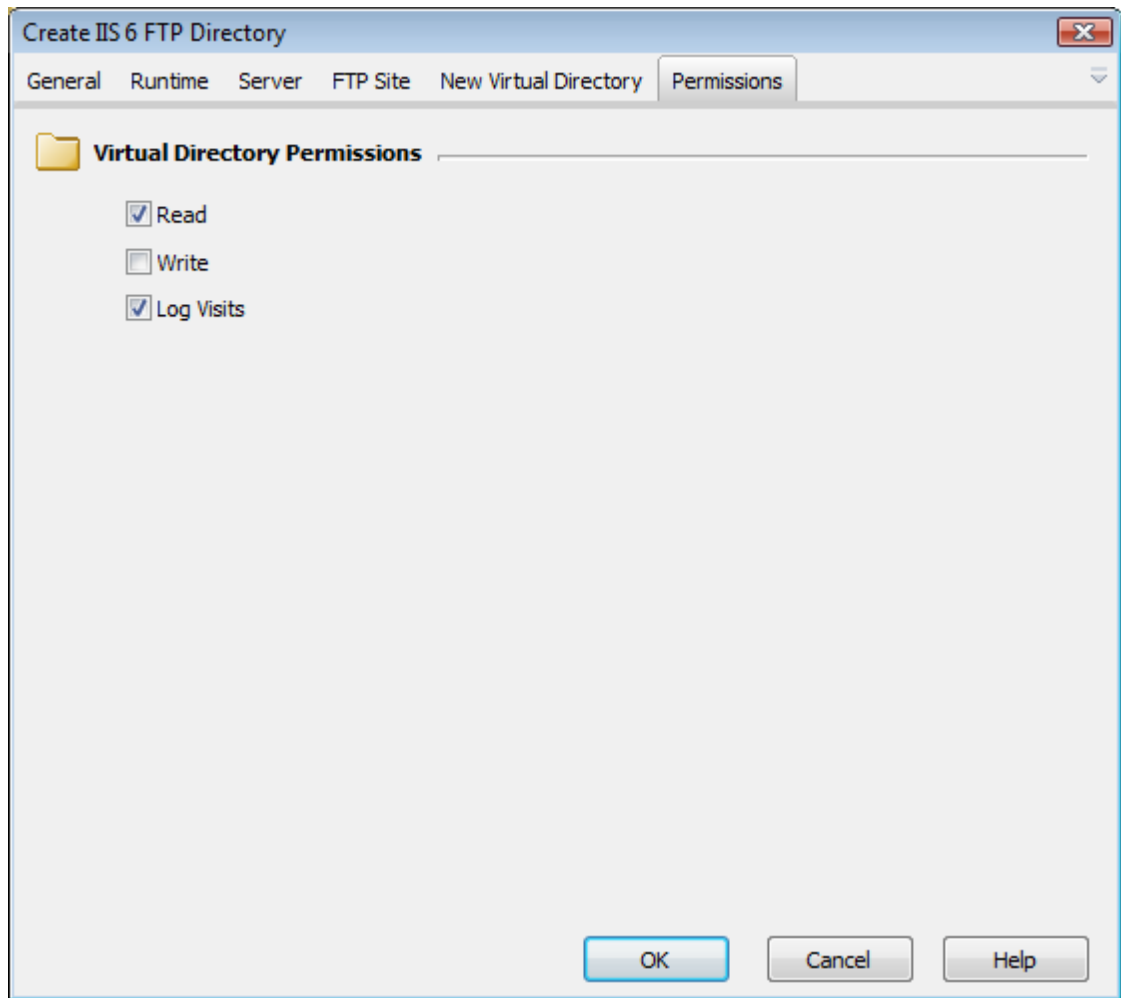 Create IIS 6 FTP Directory
General Runtime Server FTP Site New Virtual Directory Permissions
Virtual Directory Permissions
Read
Write
Log Visits
OK Cancel Help